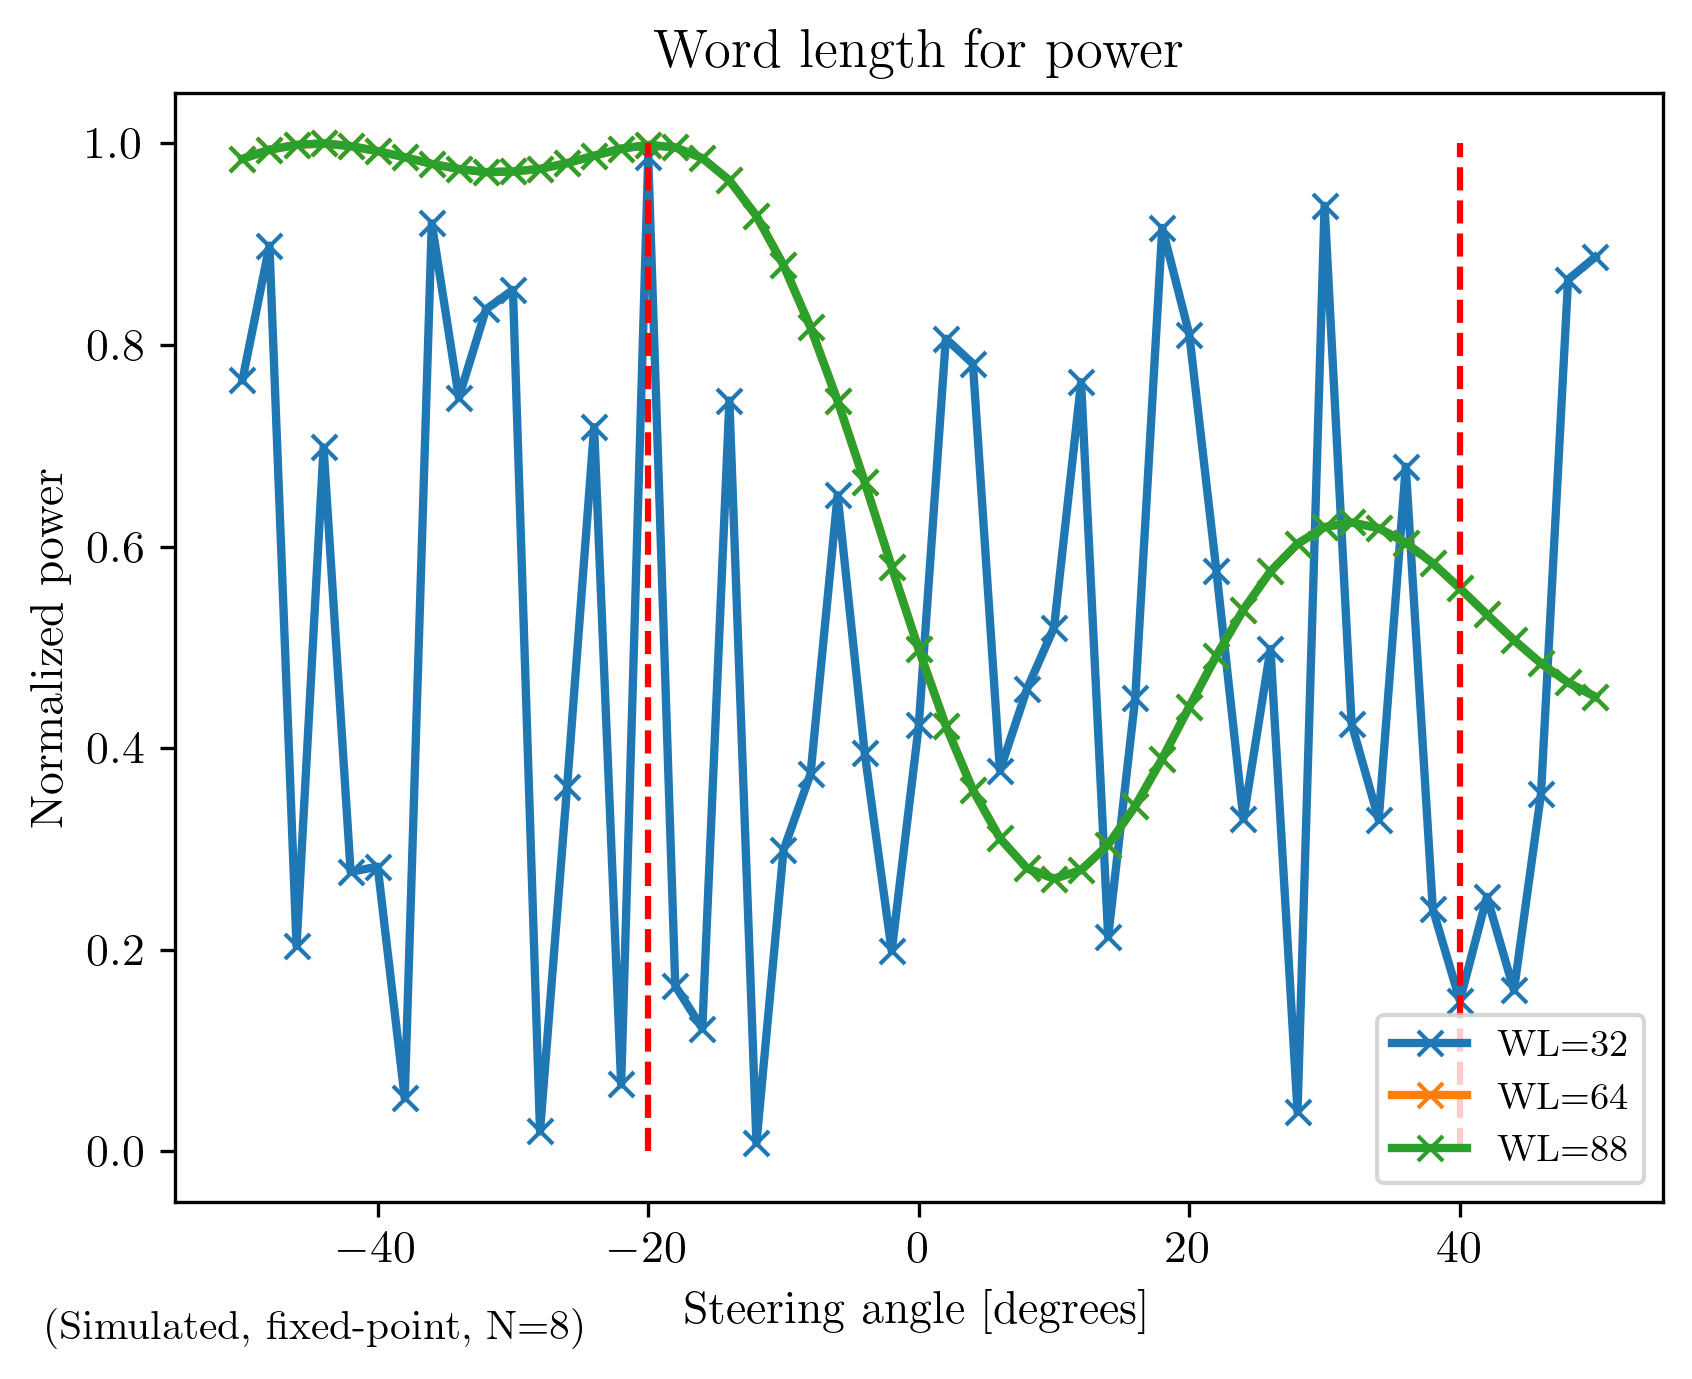 Word length for power
Normalized power
1.0
0.8
0.6
0.4
0.2
0.0
−40
−20
0
20
40
Steering angle [degrees]
WL=32
WL=64
WL=88
(Simulated, fixed-point, N=8)